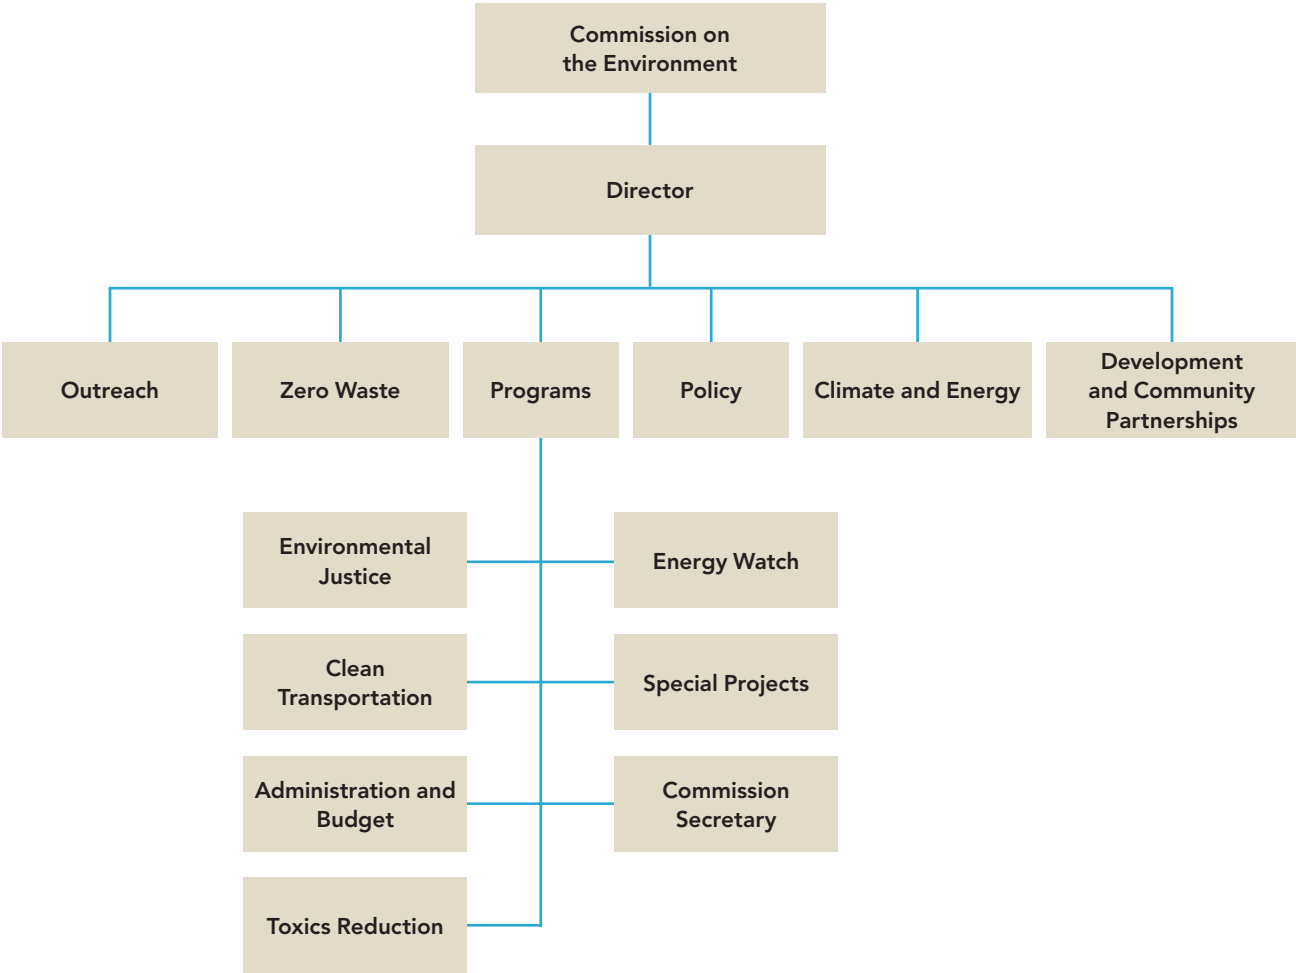 Commission on
the Environment
Director
Outreach
Zero Waste
Programs
Policy
Climate and Energy
Development
and Community
Partnerships
Environmental
Justice
Energy Watch
Clean
Transportation
Special Projects
Administration and
Budget
Commission
Secretary
Toxics Reduction